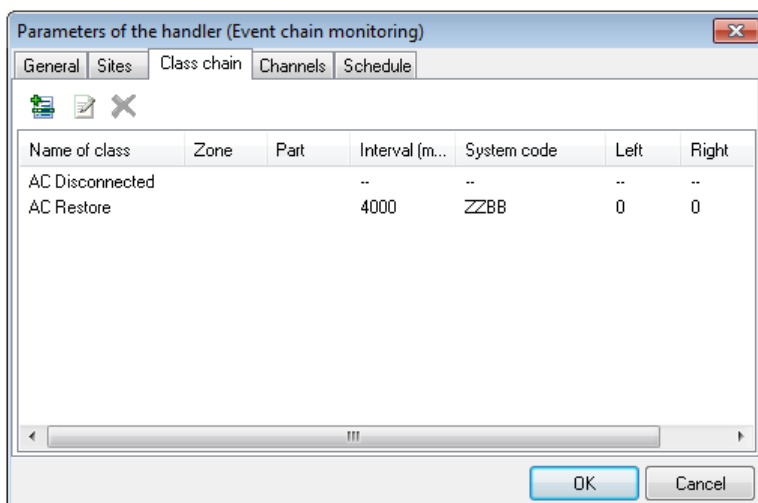 Parameters of the handler (Event chain monitoring)
General Sites Class chain Channels Schedule
Name of class Zone Part Interval (m... System code Left Right
AC Disconnected -- -- -- --
AC Restore 4000 ZZBB 0 0
OK Cancel